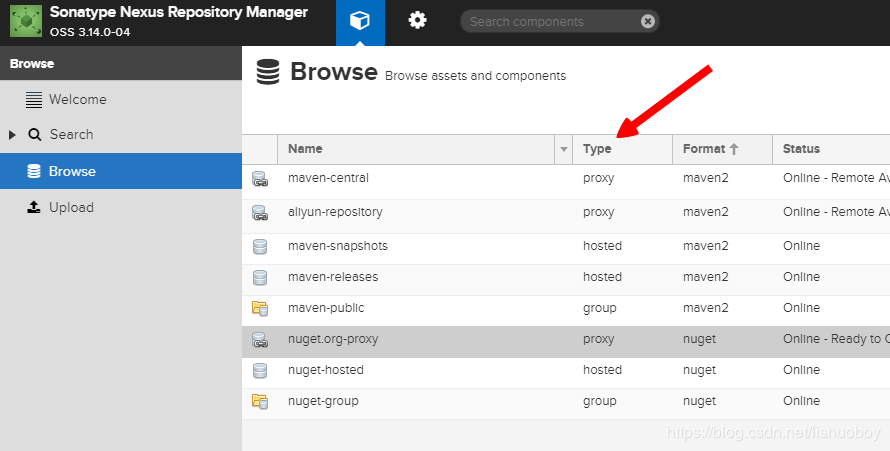 Sonatype Nexus Repository Manager
OSS 3.14.0-04
Search components
Browse
Welcome
Search
Browse
Upload
Browse Browse assets and components
Name Type Format Status
maven-central proxy maven2 Online - Remote Av
aliyun-repository proxy maven2 Online - Remote Av
maven-snapshots hosted maven2 Online
maven-releases hosted maven2 Online
maven-public group maven2 Online
nuget.org-proxy proxy nuget Online - Ready to C
nuget-hosted hosted nuget Online
nuget-group group nuget Online
https://blog.csdn.net/lishuoboy